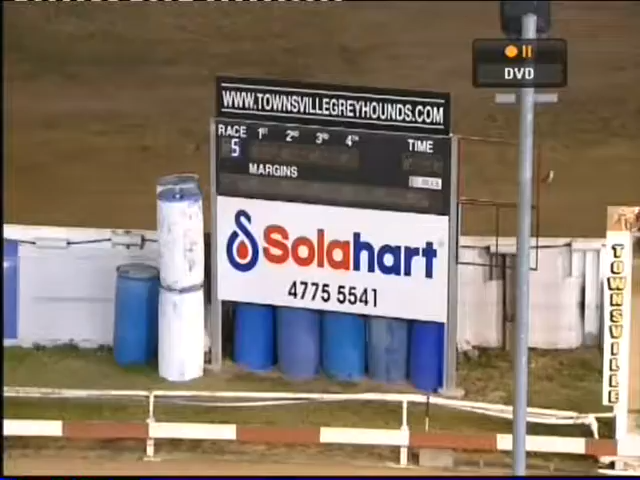 DVD
WWW.TOWNSVILLEGREYHOUNDS.COM
RACE 1st 2nd 3rd 4th TIME
5
MARGINS
Solahart
4775 5541
TOWNSVILLE